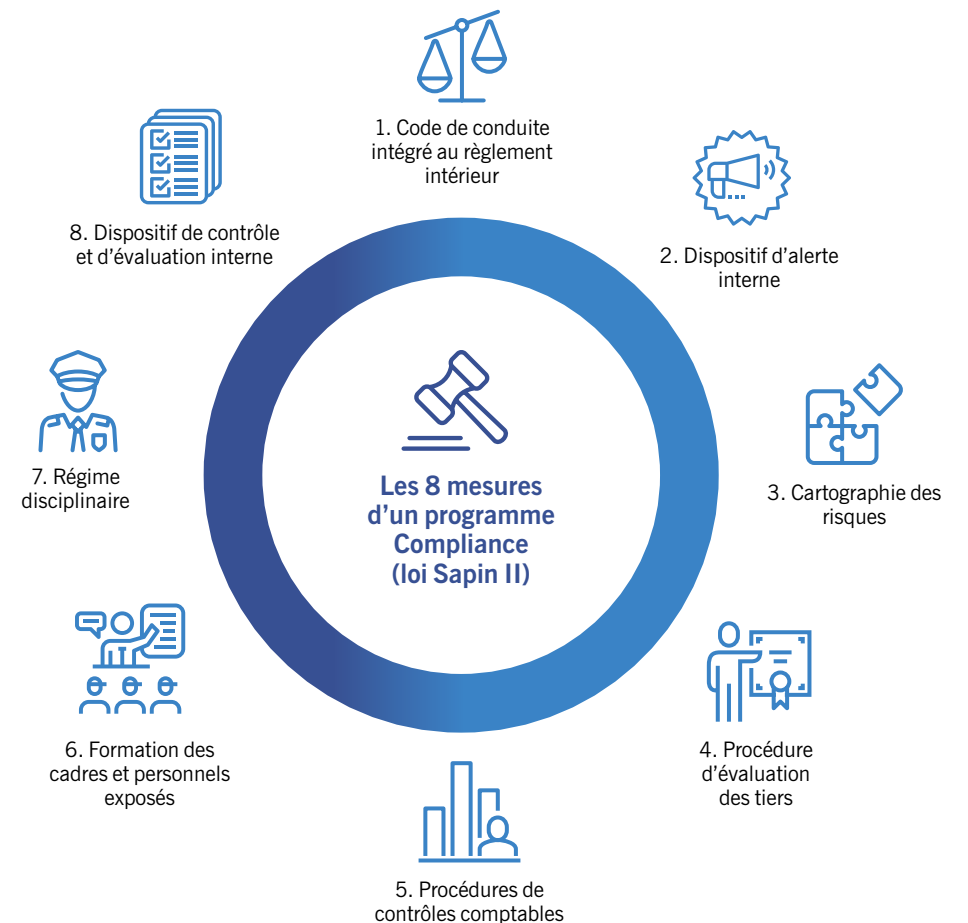 1. Code de conduite
intégré au règlement
intérieur
2. Dispositif d'alerte
interne
3. Cartographie des
risques
4. Procédure
d'évaluation
des tiers
5. Procédures de
contrôles comptables
6. Formation des
cadres et personnels
exposés
7. Régime
disciplinaire
8. Dispositif de contrôle
et d'évaluation interne
Les 8 mesures
d'un programme
Compliance
(loi Sapin II)